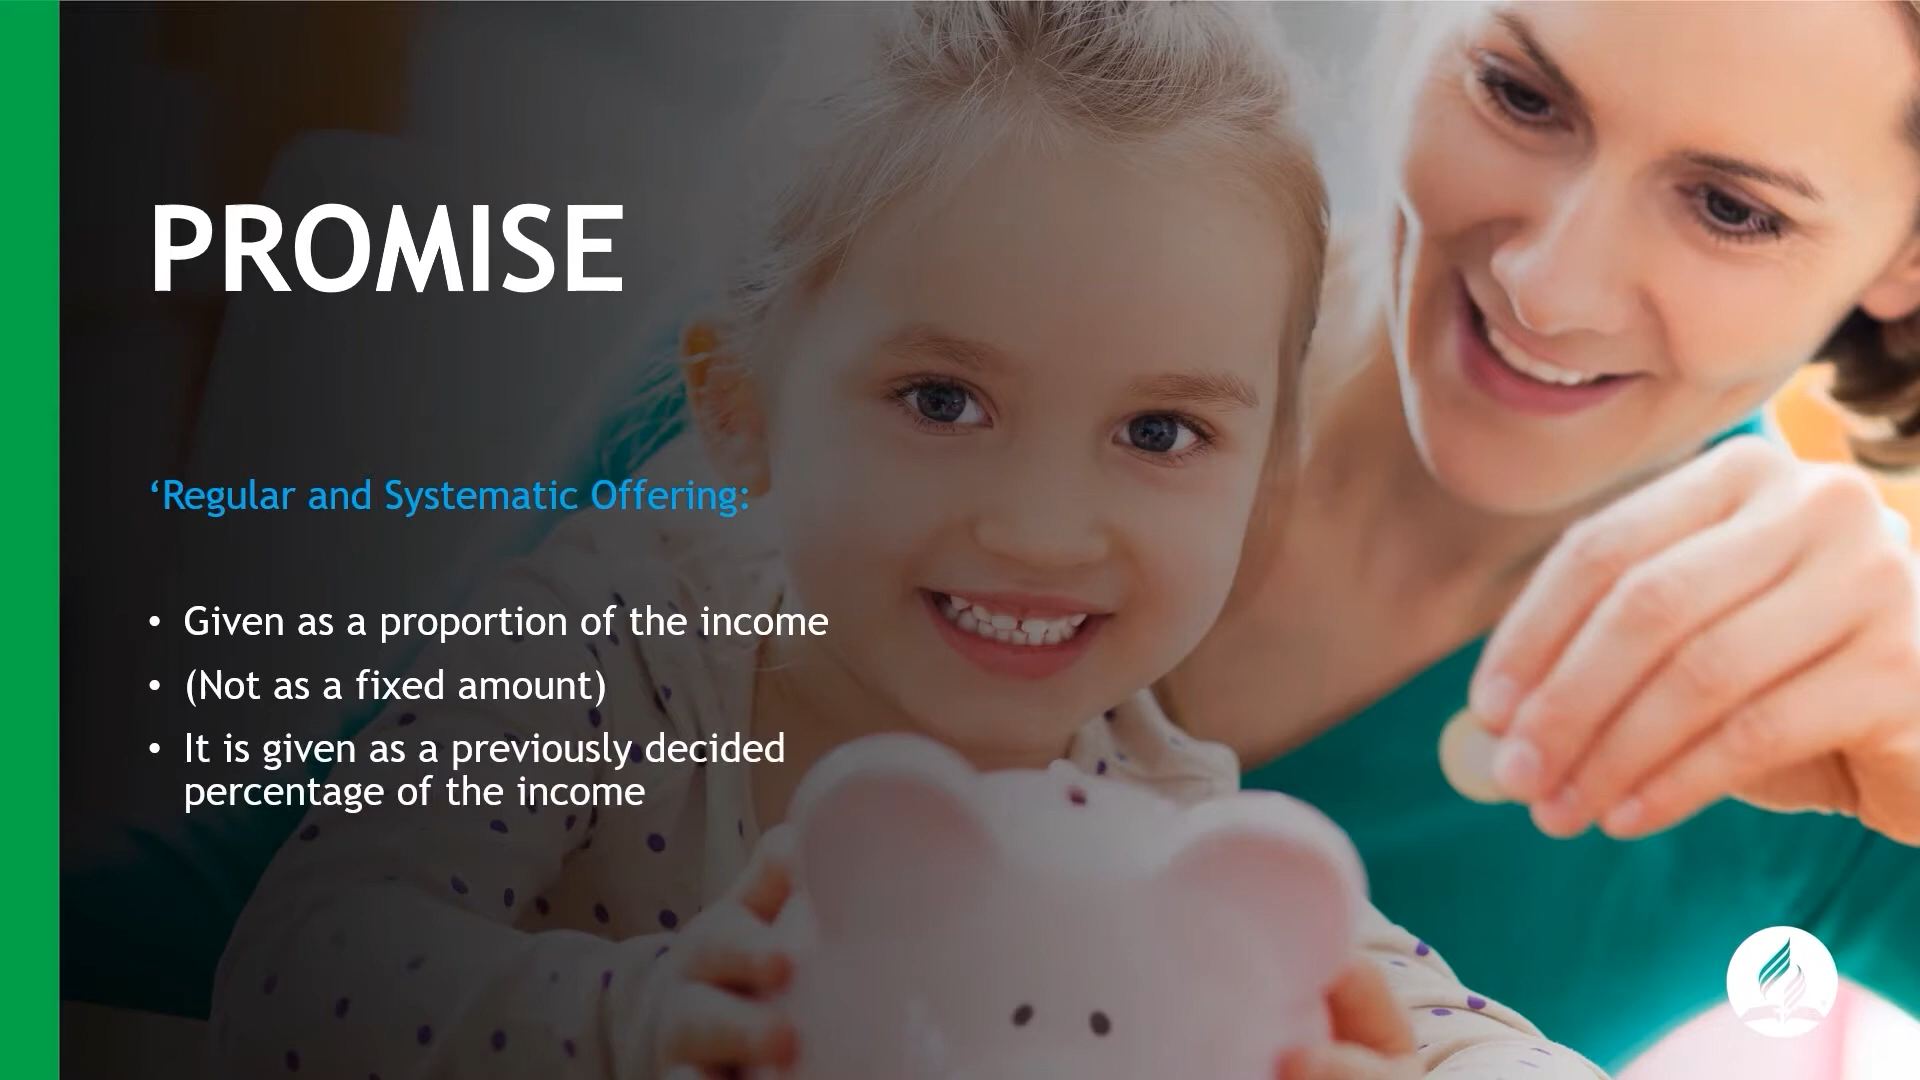 PROMISE
‘Regular and Systematic Offering:
• Given as a proportion of the income
• (Not as a fixed amount)
• It is given as a previously decided
percentage of the income